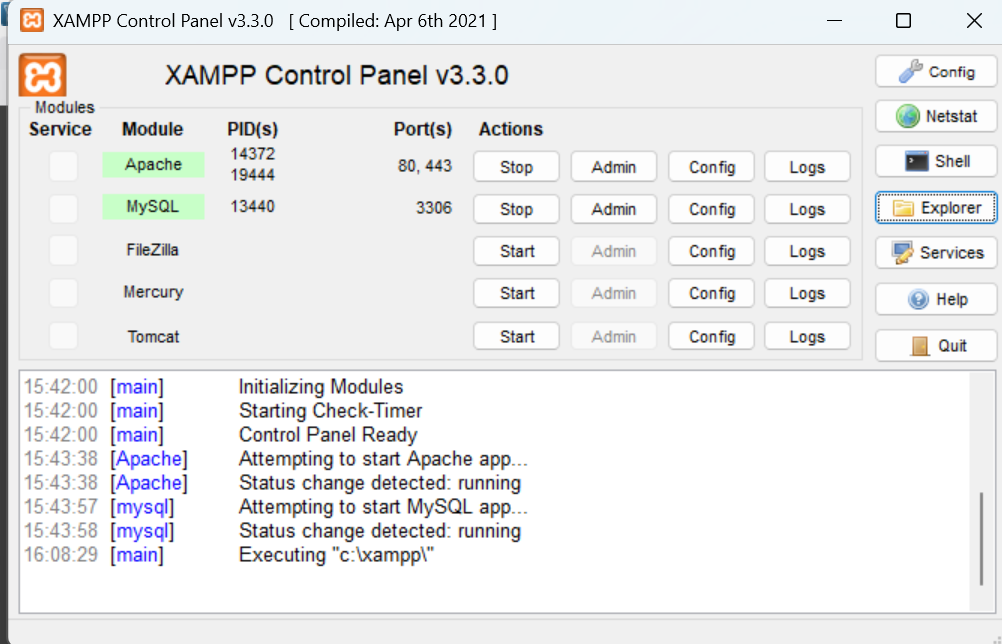 XAMPP Control Panel v3.3.0 [ Compiled: Apr 6th 2021 ]
XAMPP Control Panel v3.3.0
Config
Modules
Service Module PID(s) Port(s) Actions
Netstat
Apache 14372 19444 80, 443 Stop Admin Config Logs
Shell
MySQL 13440 3306 Stop Admin Config Logs
Explorer
FileZilla Start Admin Config Logs
Services
Mercury Start Admin Config Logs
Help
Tomcat Start Admin Config Logs
Quit
15:42:00 [main] Initializing Modules
15:42:00 [main] Starting Check-Timer
15:42:00 [main] Control Panel Ready
15:43:38 [Apache] Attempting to start Apache app...
15:43:38 [Apache] Status change detected: running
15:43:57 [mysql] Attempting to start MySQL app...
15:43:58 [mysql] Status change detected: running
16:08:29 [main] Executing "c:\xampp\"